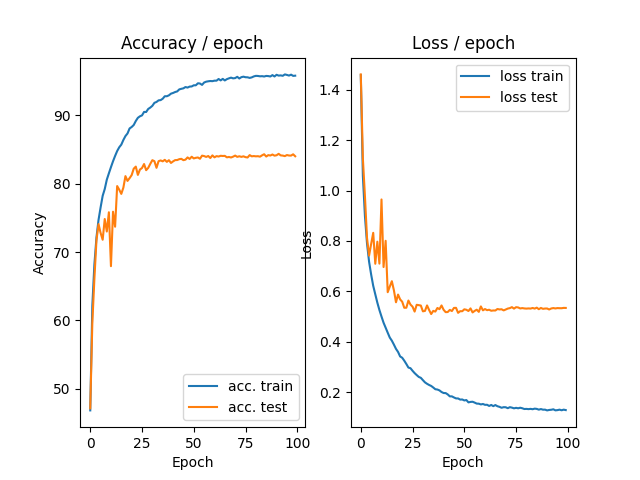 Accuracy / epoch
90
80
70
60
50
Accuracy
0
25
50
75
100
Epoch
acc. train
acc. test
Loss / epoch
1.4
1.2
1.0
0.8
0.6
0.4
0.2
Loss
0
25
50
75
100
Epoch
loss train
loss test